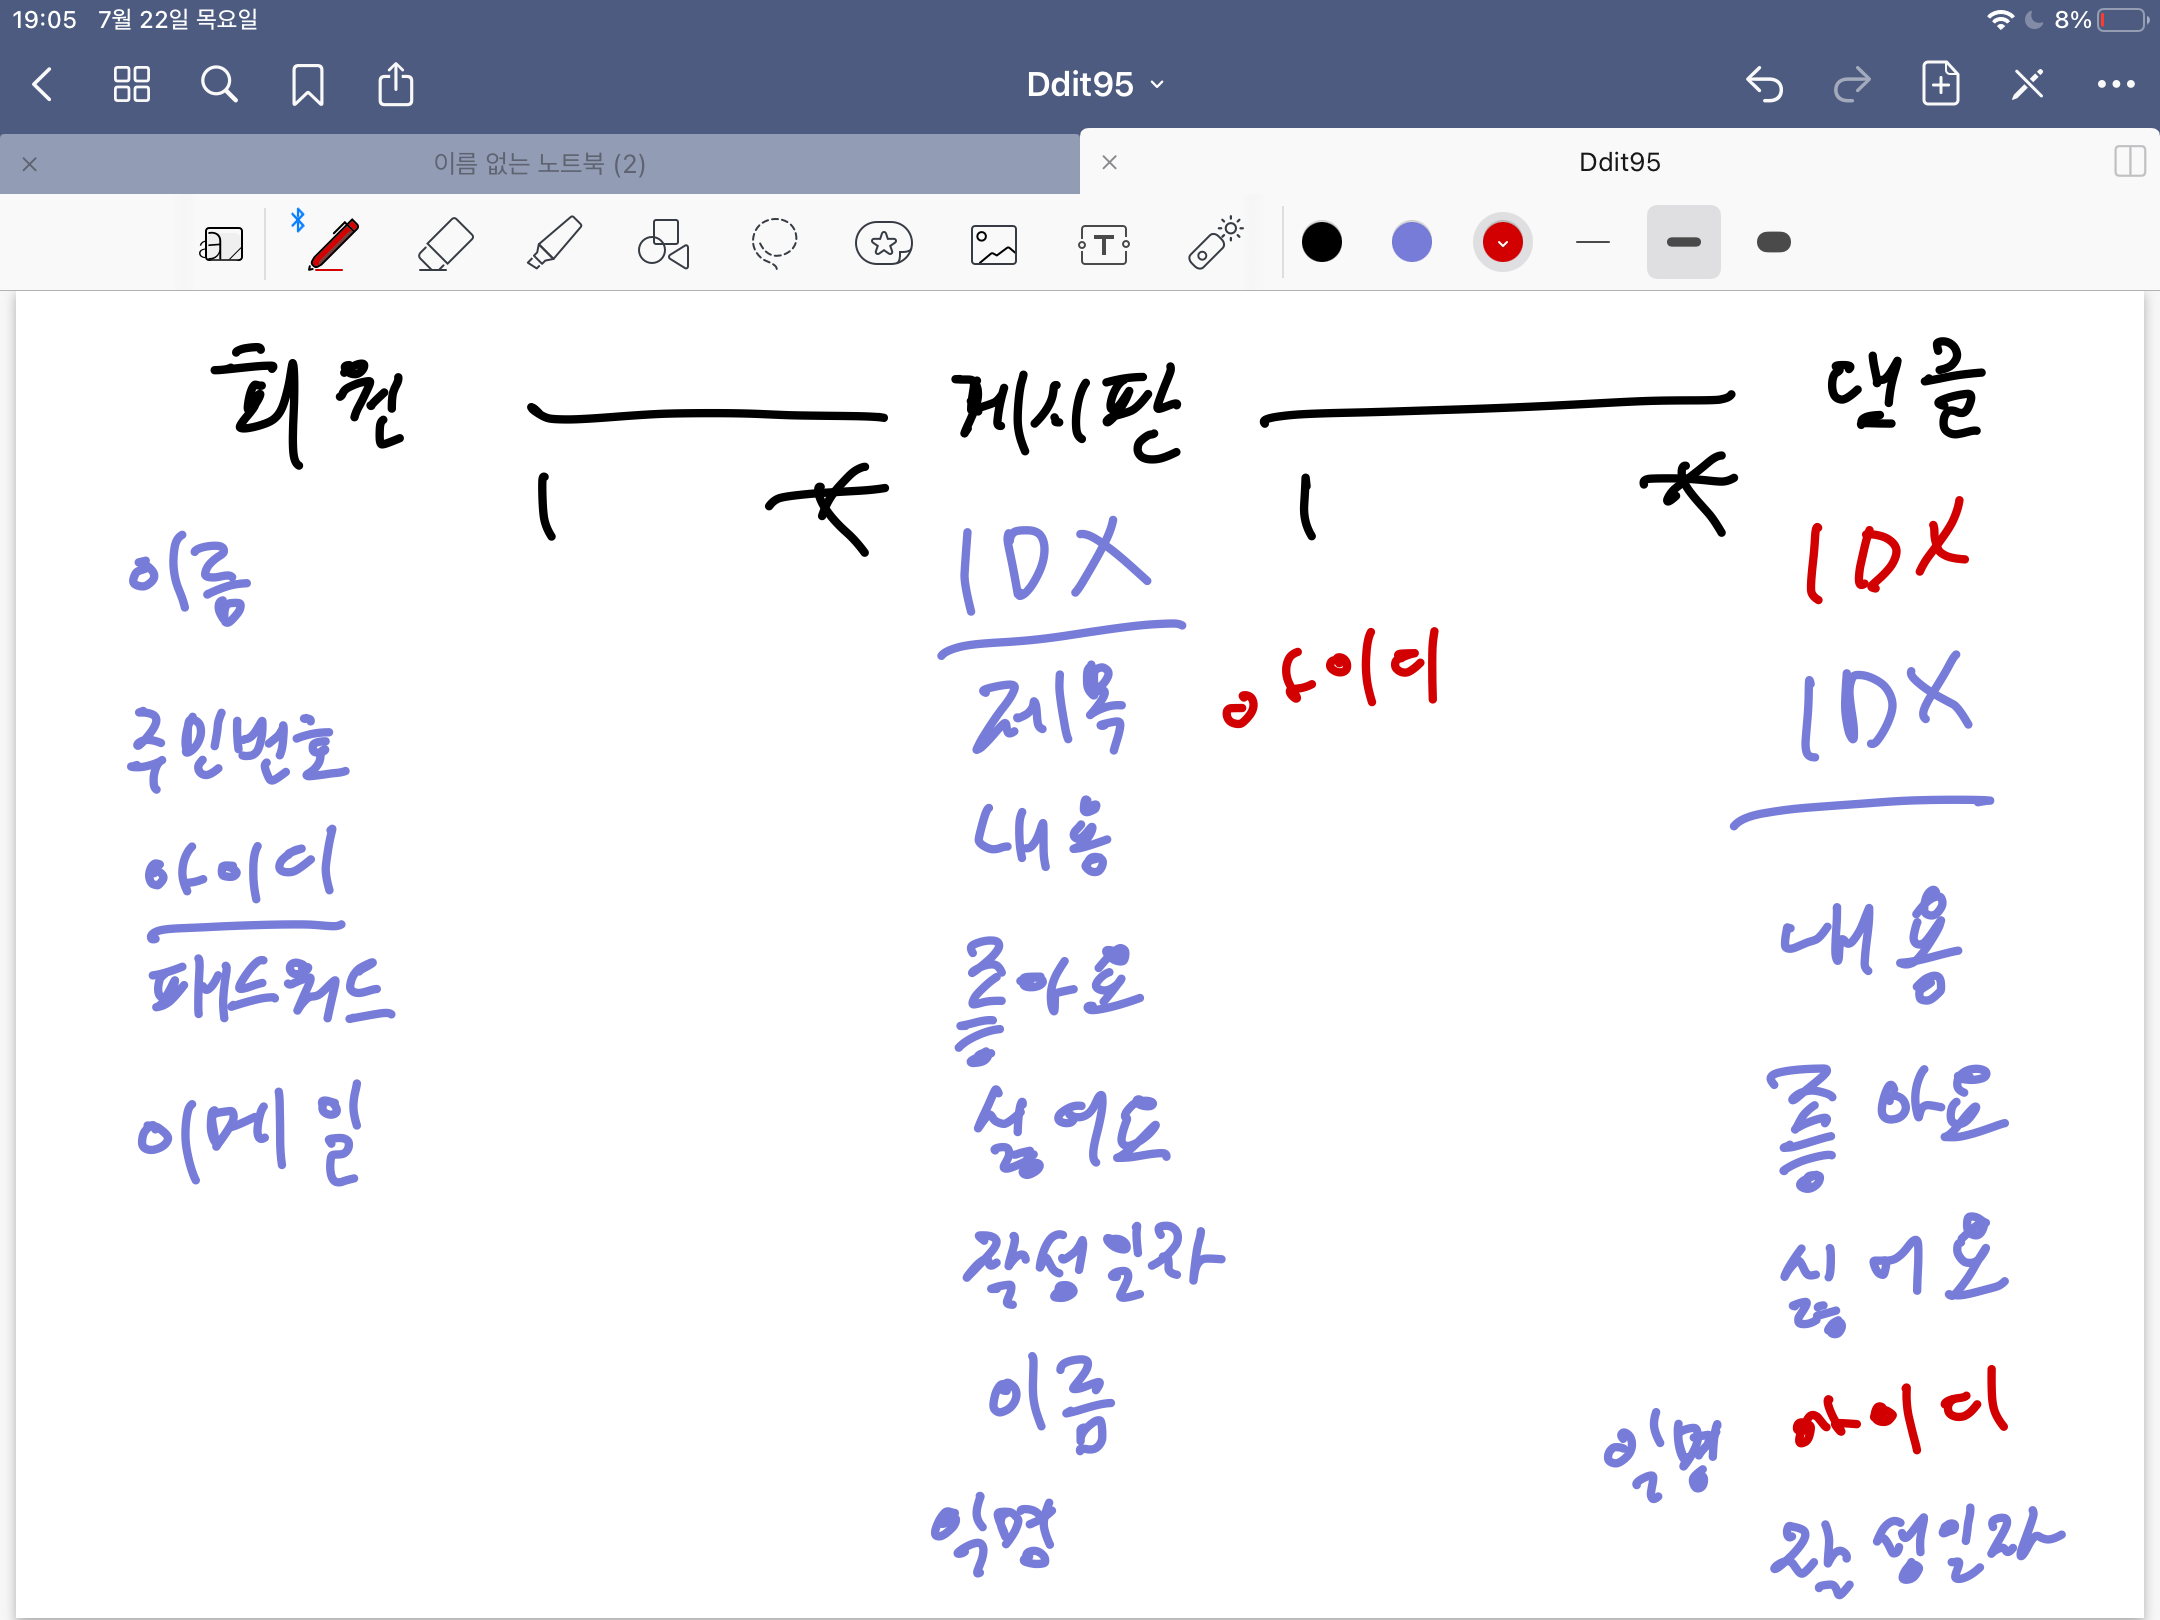 19:05 7월 22일 목요일
8%
Ddit95
이름 없는 노트북 (2)
Ddit95
T
회원 게시판 댓글
1 * 1 *
이름
주민번호
아이디
패스워드
이메일
IDX
제목
아이디
내용
좋아요
싫어요
작성일자
이름
익명
IDX
IDX
내용
좋아요
싫어요
익명 아이디
작성일자